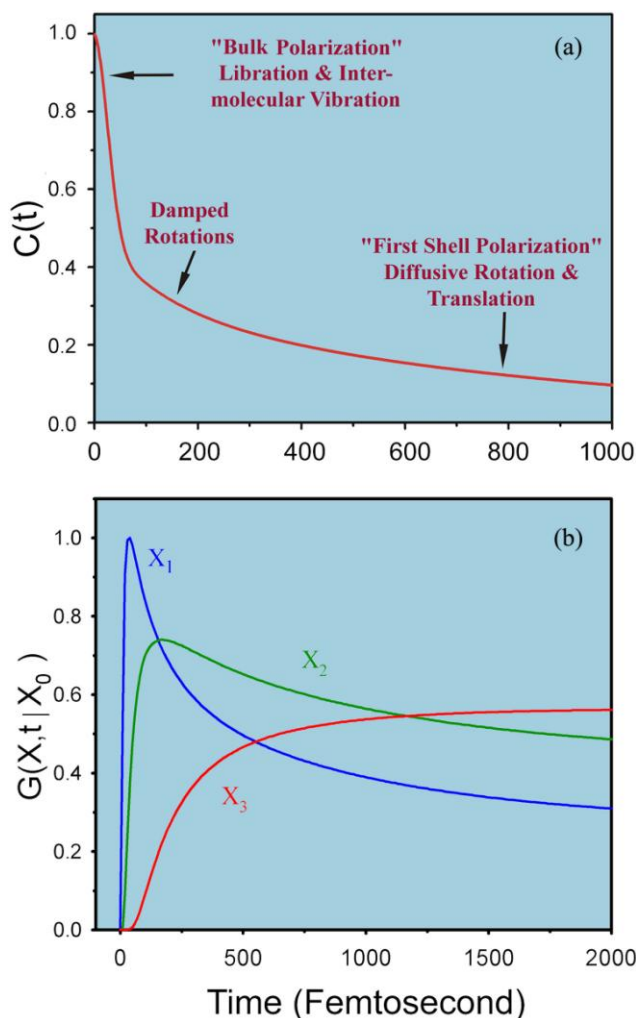 (a)
"Bulk Polarization"
Libration & Inter-
molecular Vibration
Damped
Rotations
"First Shell Polarization"
Diffusive Rotation &
Translation
C(t)
1.0
0.8
0.6
0.4
0.2
0.0
0 200 400 600 800 1000
(b)
X₁
X₂
X₃
G(X,t|X₀)
1.0
0.8
0.6
0.4
0.2
0.0
0 500 1000 1500 2000
Time (Femtosecond)